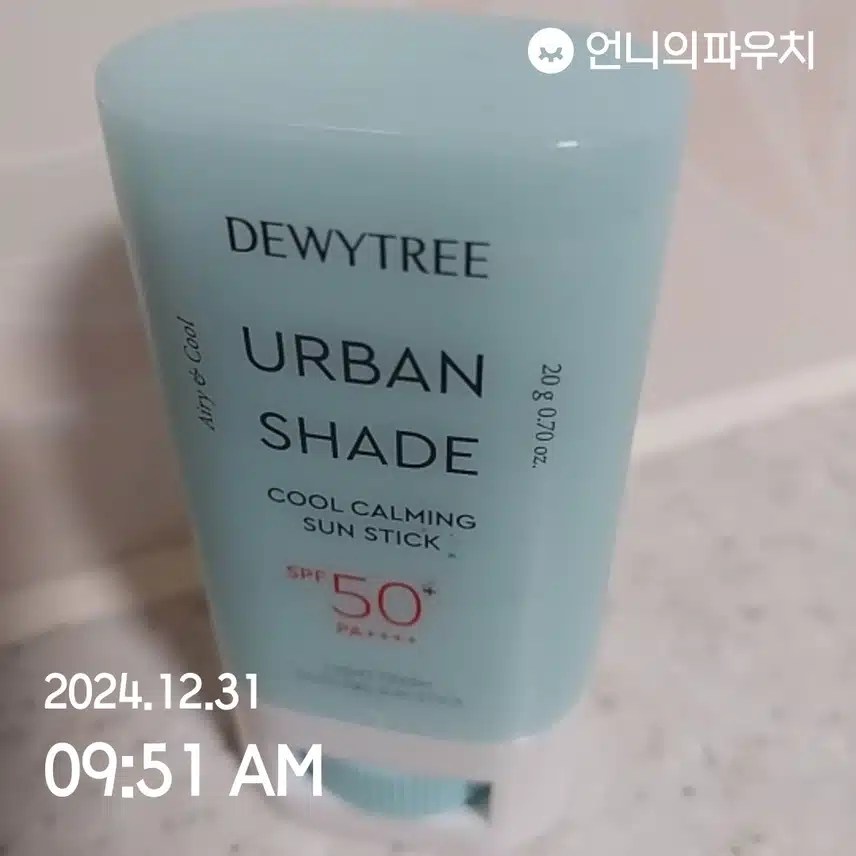 언니의파우치
DEWYTREE
URBAN
SHADE
Airy & Cool
20 g 0.70 oz.
COOL CALMING
SUN STICK
SPF 50+
PA++++
2024.12.31
09:51 AM